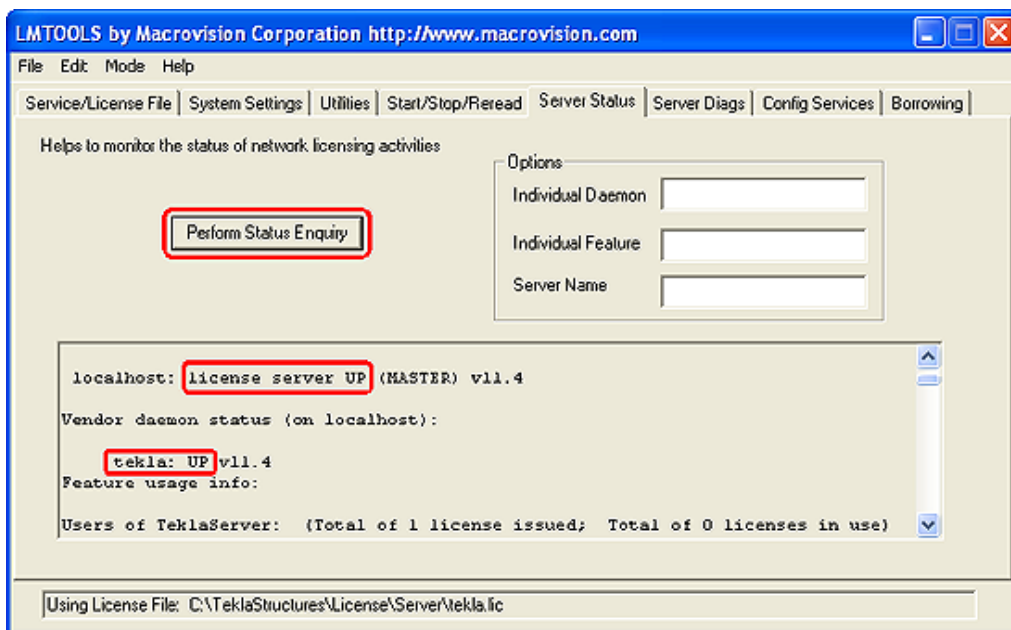 LMTOOLS by Macrovision Corporation http://www.macrovision.com
File Edit Mode Help
Service/License File System Settings Utilities Start/Stop/Reread Server Status Server Diags Config Services Borrowing
Helps to monitor the status of network licensing activities
Options
Individual Daemon
Perform Status Enquiry
Individual Feature
Server Name
localhost: license server UP (MASTER) v11.4
Vendor daemon status (on localhost):
tekla: UP v11.4
Feature usage info:
Users of TeklaServer: (Total of 1 license issued; Total of 0 licenses in use)
Using License File: C:\TeklaStructures\License\Server\tekla.lic